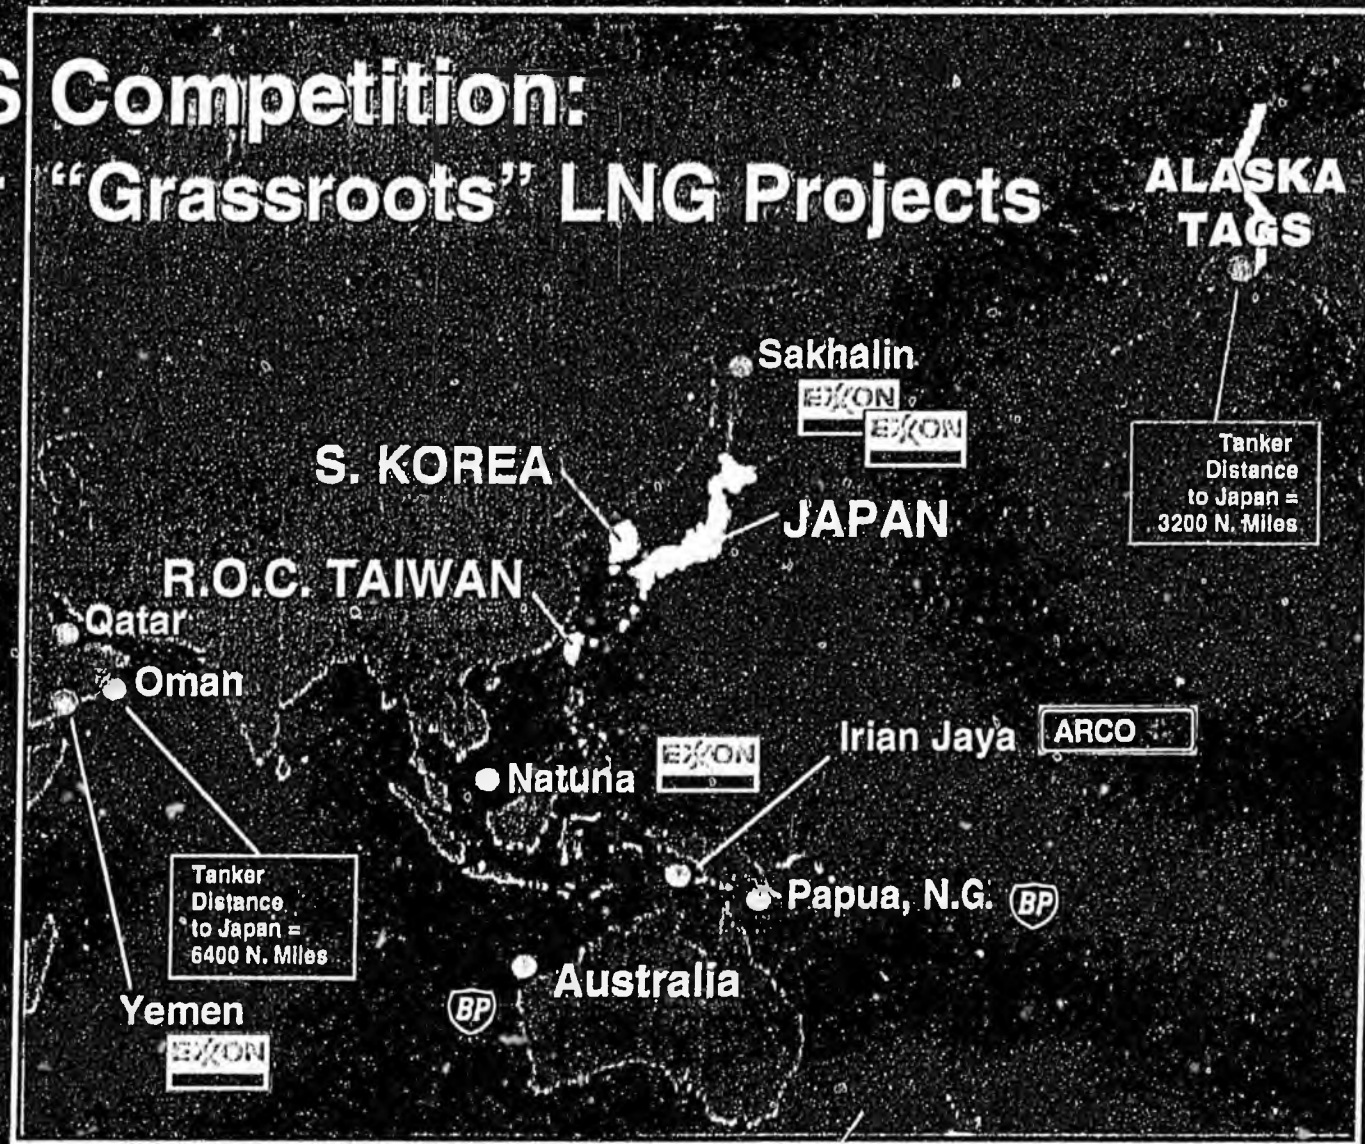 S Competition:
"Grassroots" LNG Projects
ALASKA
TAGS
Sakhalin
EXXON
EXXON
Tanker
Distance
to Japan =
3200 N. Miles
S. KOREA
JAPAN
R.O.C. TAIWAN
Qatar
Oman
Irian Jaya
ARCO
EXXON
Natuna
Tanker
Distance
to Japan =
6400 N. Miles
Papua, N.G.
BP
Australia
BP
Yemen
EXXON